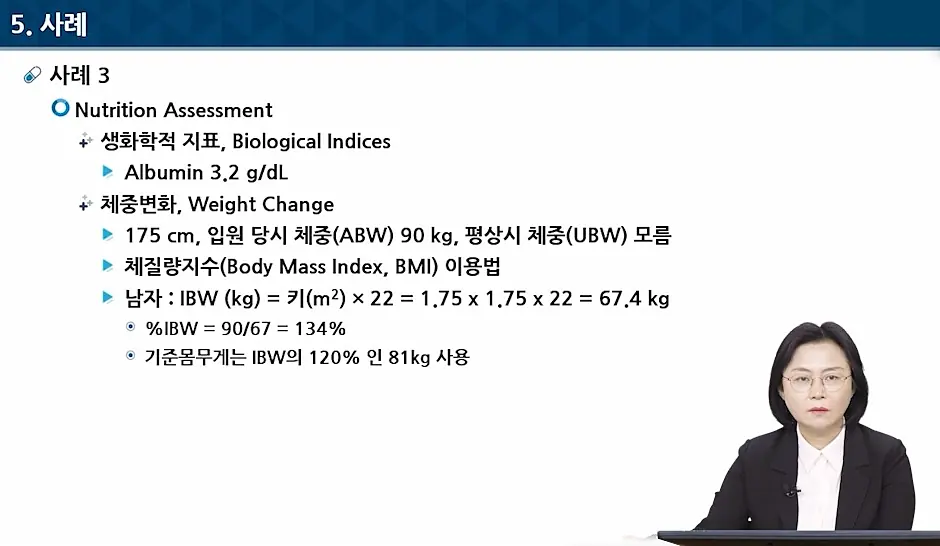 5. 사례
사례 3
Nutrition Assessment
생화학적 지표, Biological Indices
Albumin 3.2 g/dL
체중변화, Weight Change
175 cm, 입원 당시 체중(ABW) 90 kg, 평상시 체중(UBW) 모름
체질량지수(Body Mass Index, BMI) 이용법
남자 : IBW (kg) = 키(m²) × 22 = 1.75 x 1.75 x 22 = 67.4 kg
%IBW = 90/67 = 134%
기준몸무게는 IBW의 120% 인 81kg 사용